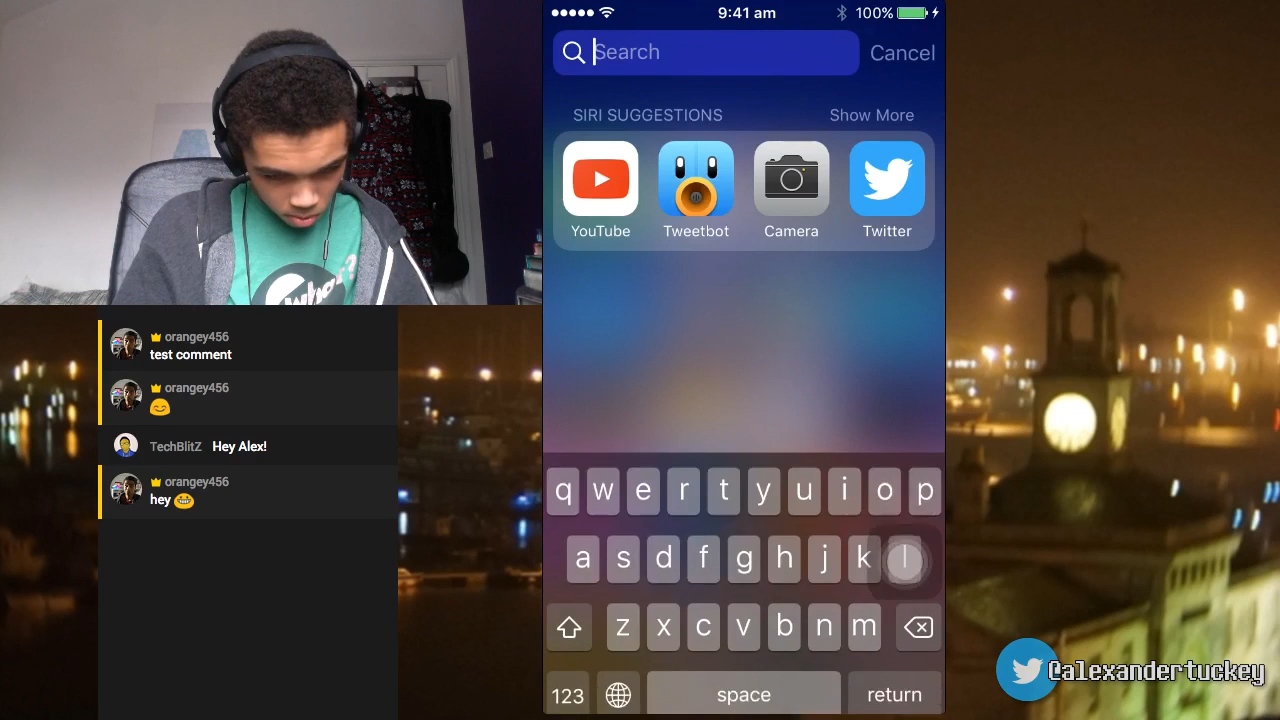 9:41 am
100%
Search
Cancel
SIRI SUGGESTIONS
Show More
YouTube
Tweetbot
Camera
Twitter
who?
orangey456
test comment
orangey456
😊
TechBlitZ Hey Alex!
orangey456
hey 😁
q w e r t y u i o p
a s d f g h j k l
z x c v b n m
123
space
return
@alexandertuckey